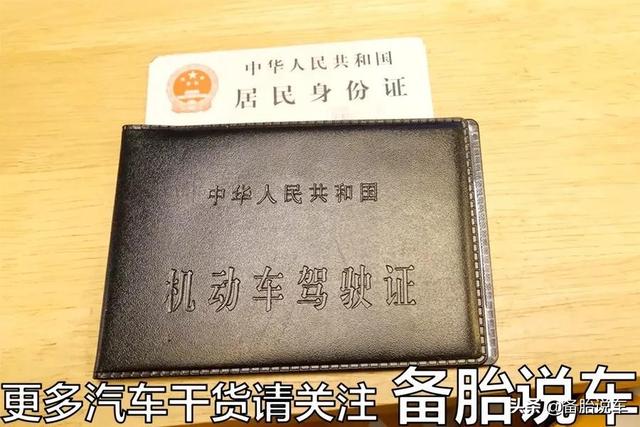 中华人民共和国
居民身份证
中华人民共和国
机动车驾驶证
更多汽车干货请关注 备胎说车
头条 @备胎说车